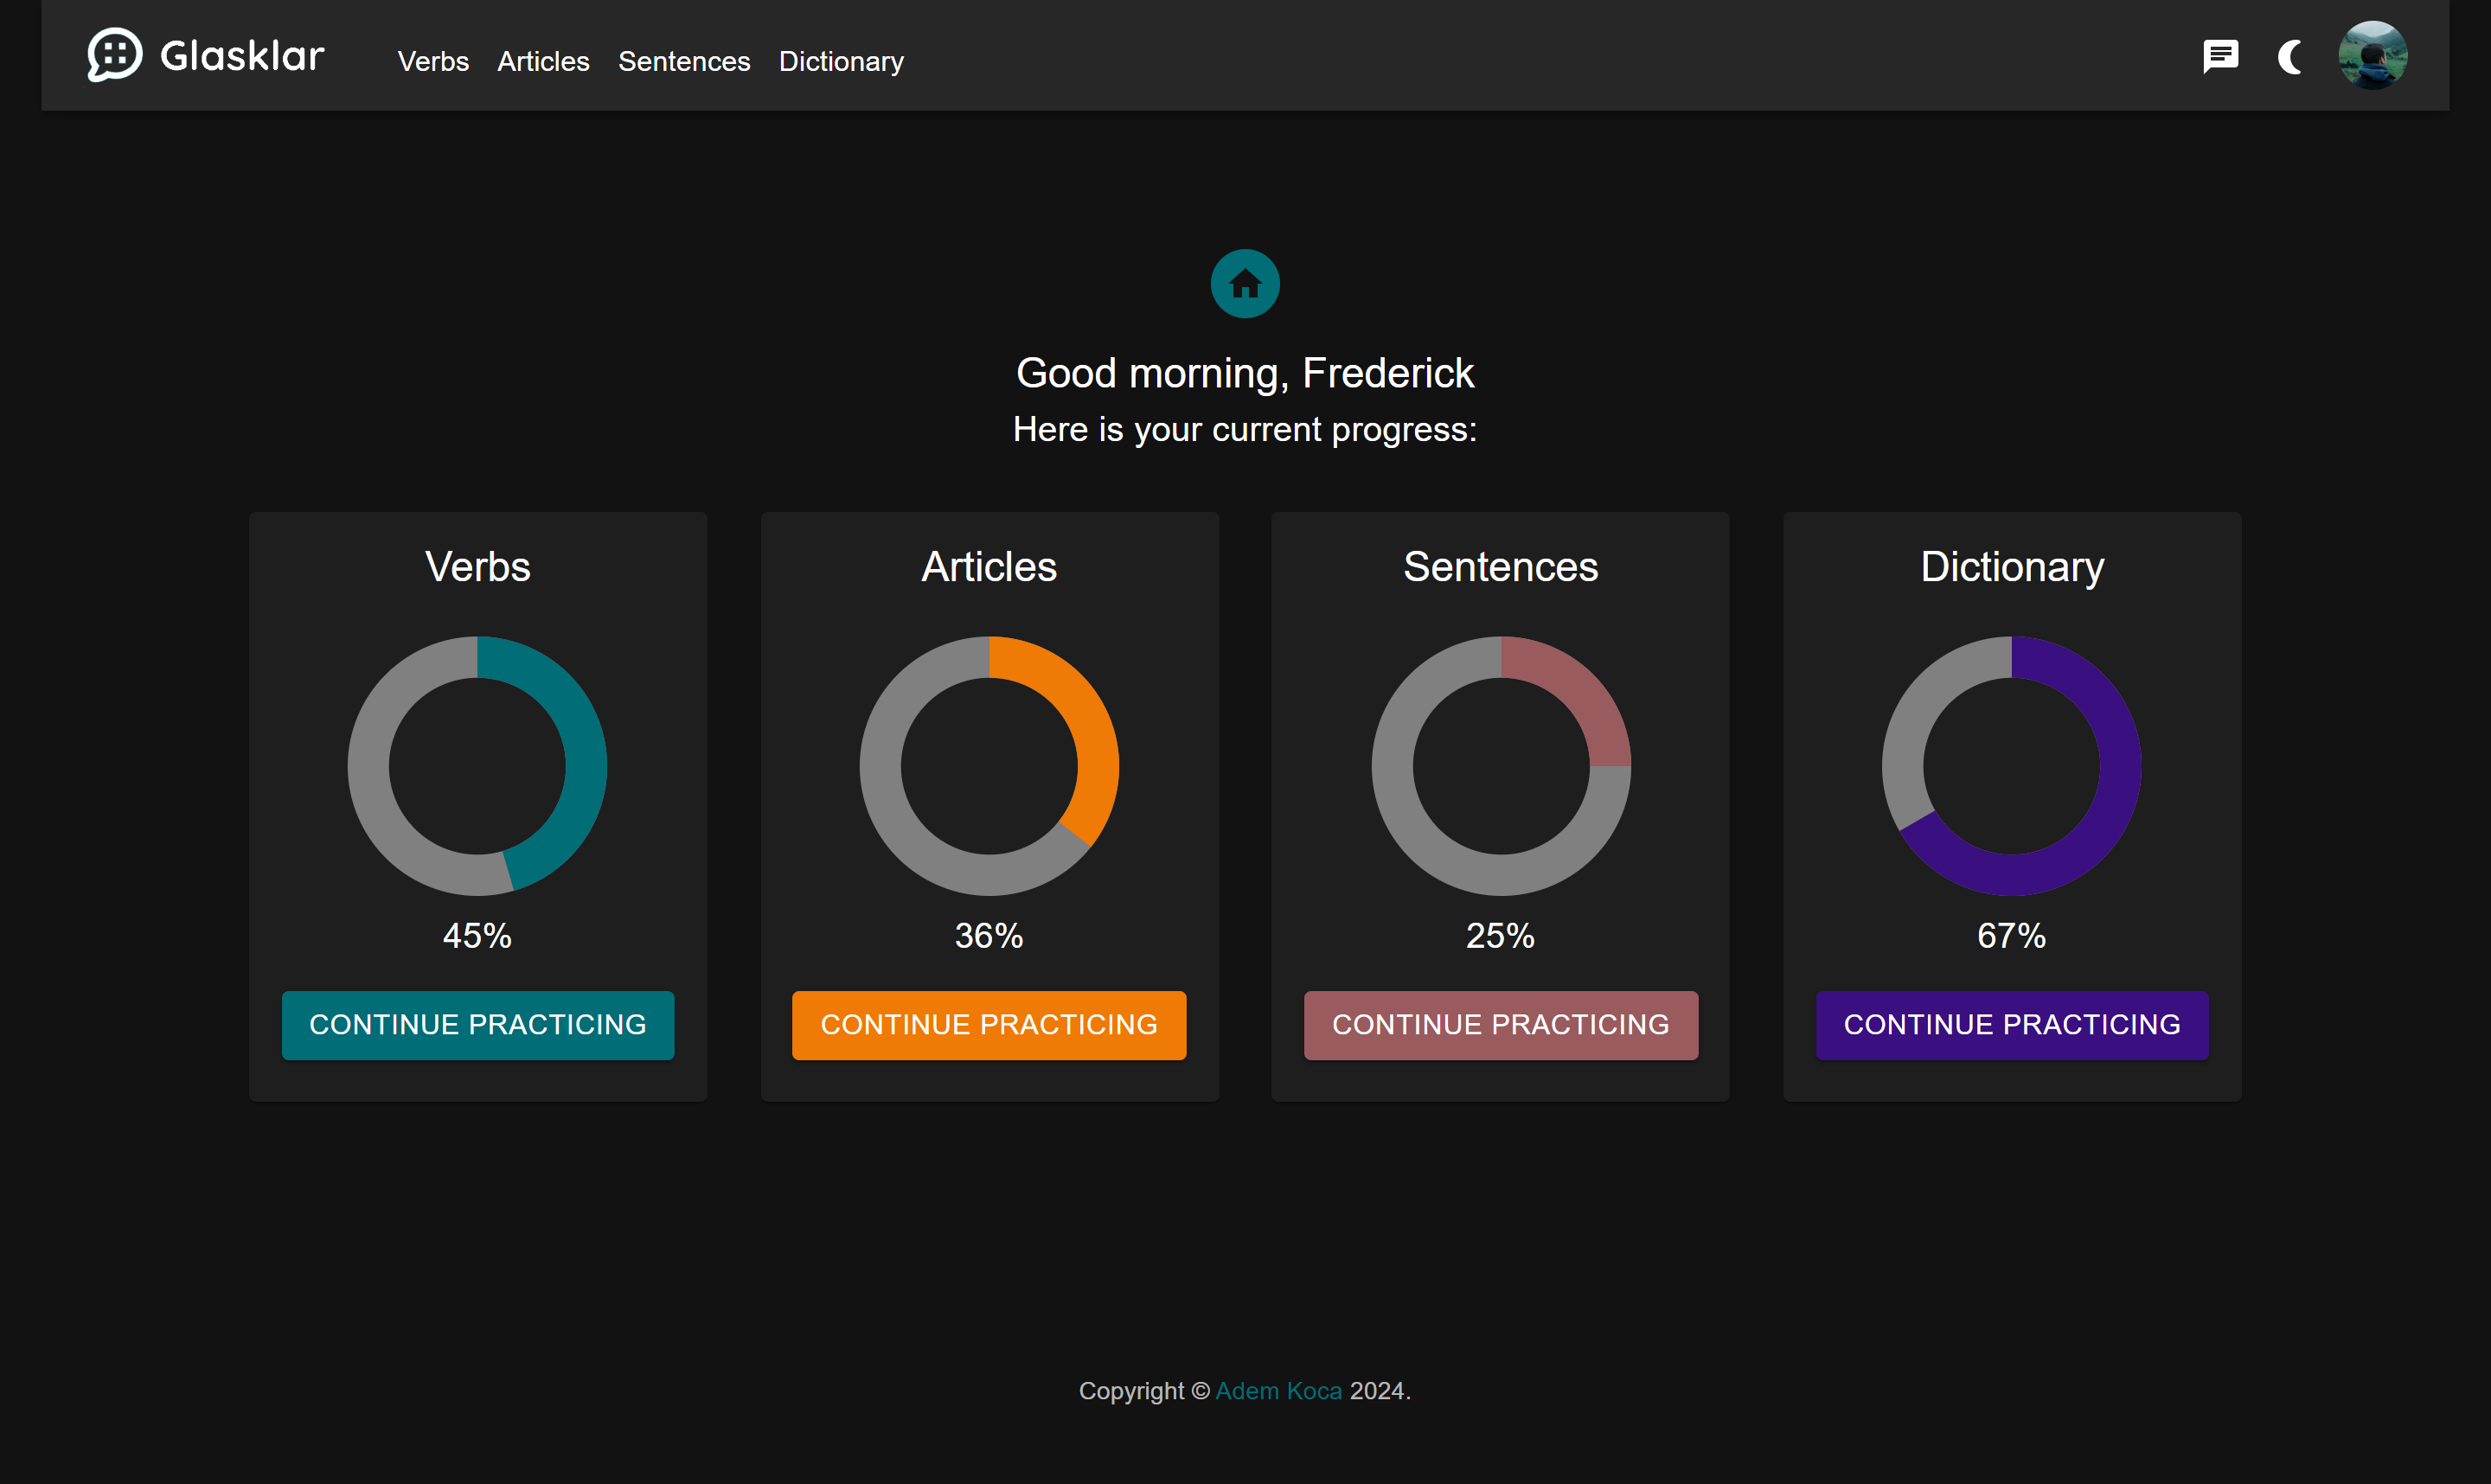 Glasklar
Verbs Articles Sentences Dictionary
Good morning, Frederick
Here is your current progress:
Verbs
45%
CONTINUE PRACTICING
Articles
36%
CONTINUE PRACTICING
Sentences
25%
CONTINUE PRACTICING
Dictionary
67%
CONTINUE PRACTICING
Copyright © Adem Koca 2024.